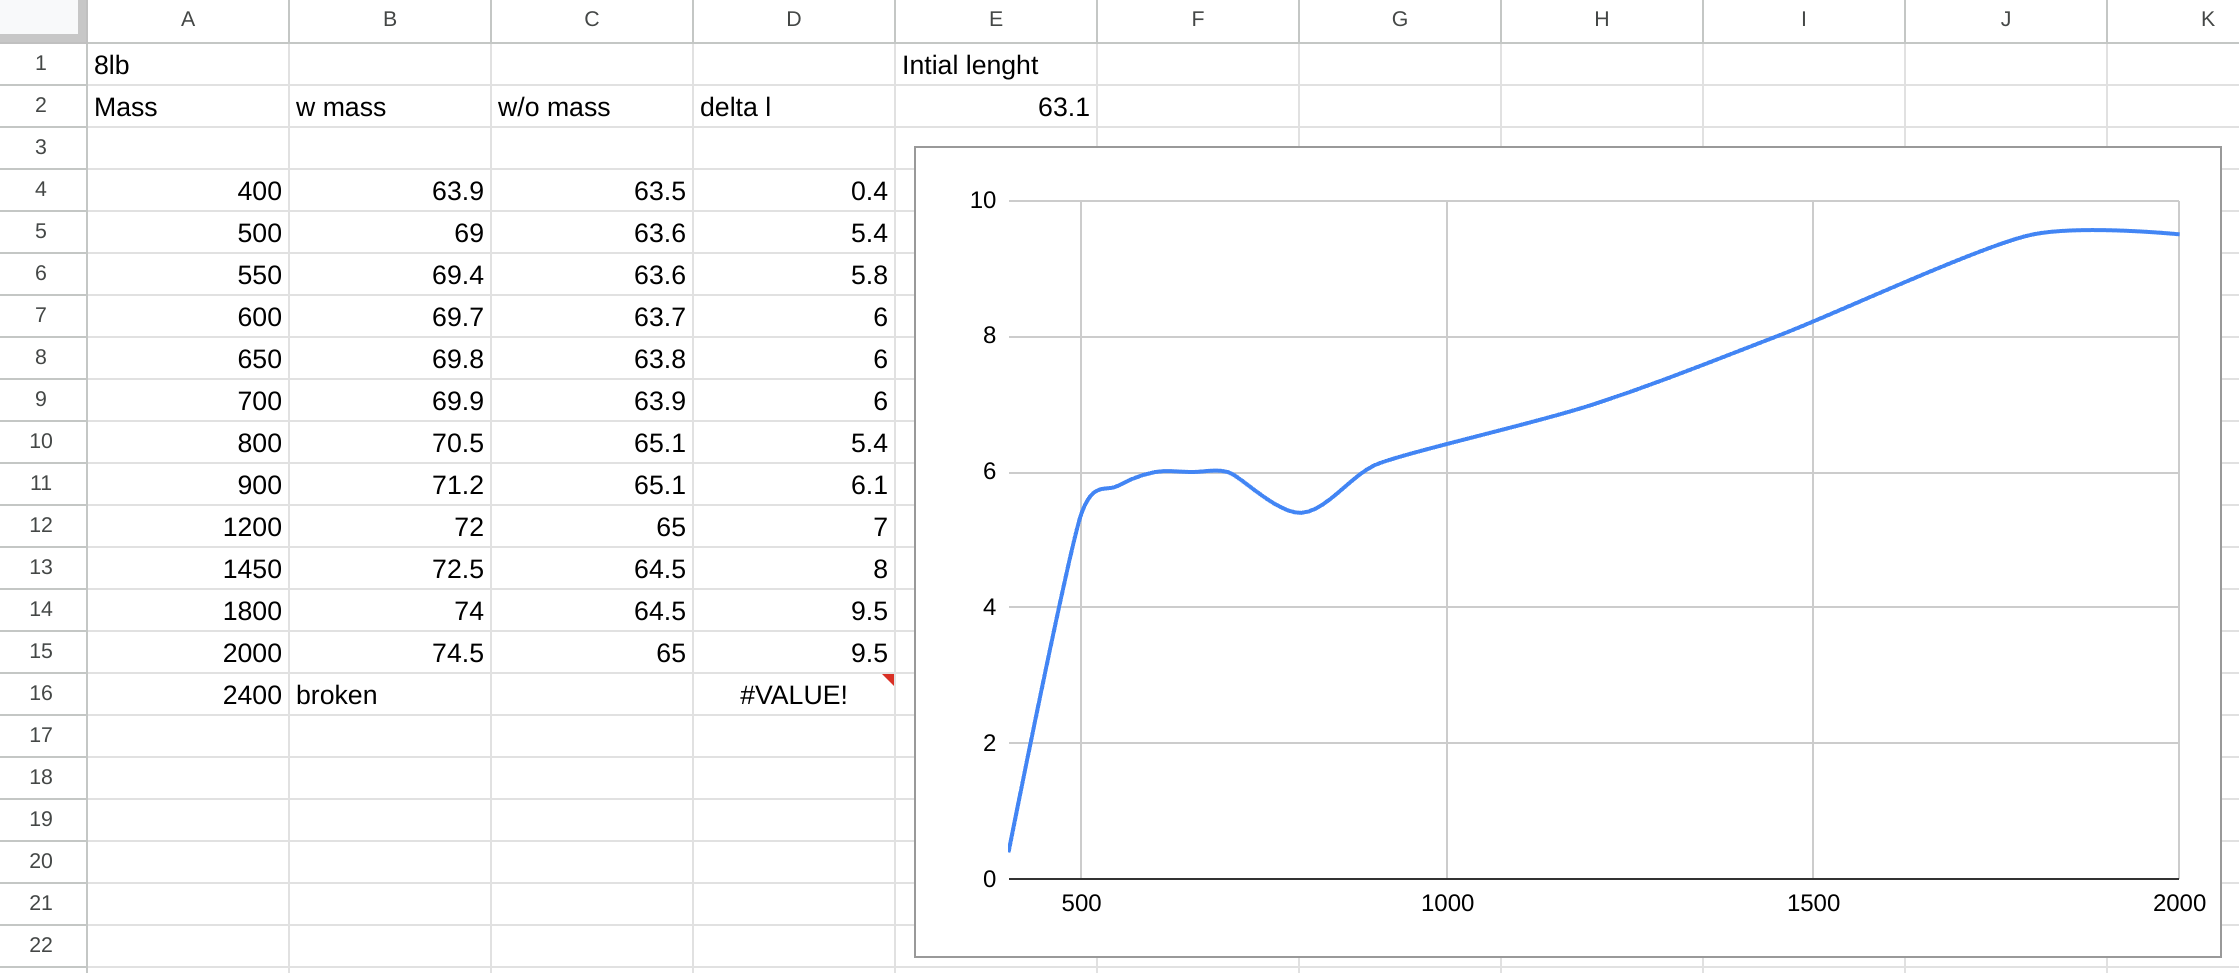 A B C D E F G H I J K
1 8lb Intial lenght
2 Mass w mass w/o mass delta l 63.1
3
4 400 63.9 63.5 0.4
5 500 69 63.6 5.4
6 550 69.4 63.6 5.8
7 600 69.7 63.7 6
8 650 69.8 63.8 6
9 700 69.9 63.9 6
10 800 70.5 65.1 5.4
11 900 71.2 65.1 6.1
12 1200 72 65 7
13 1450 72.5 64.5 8
14 1800 74 64.5 9.5
15 2000 74.5 65 9.5
16 2400 broken #VALUE!
17
18
19
20
21
22
10
8
6
4
2
0
500 1000 1500 2000